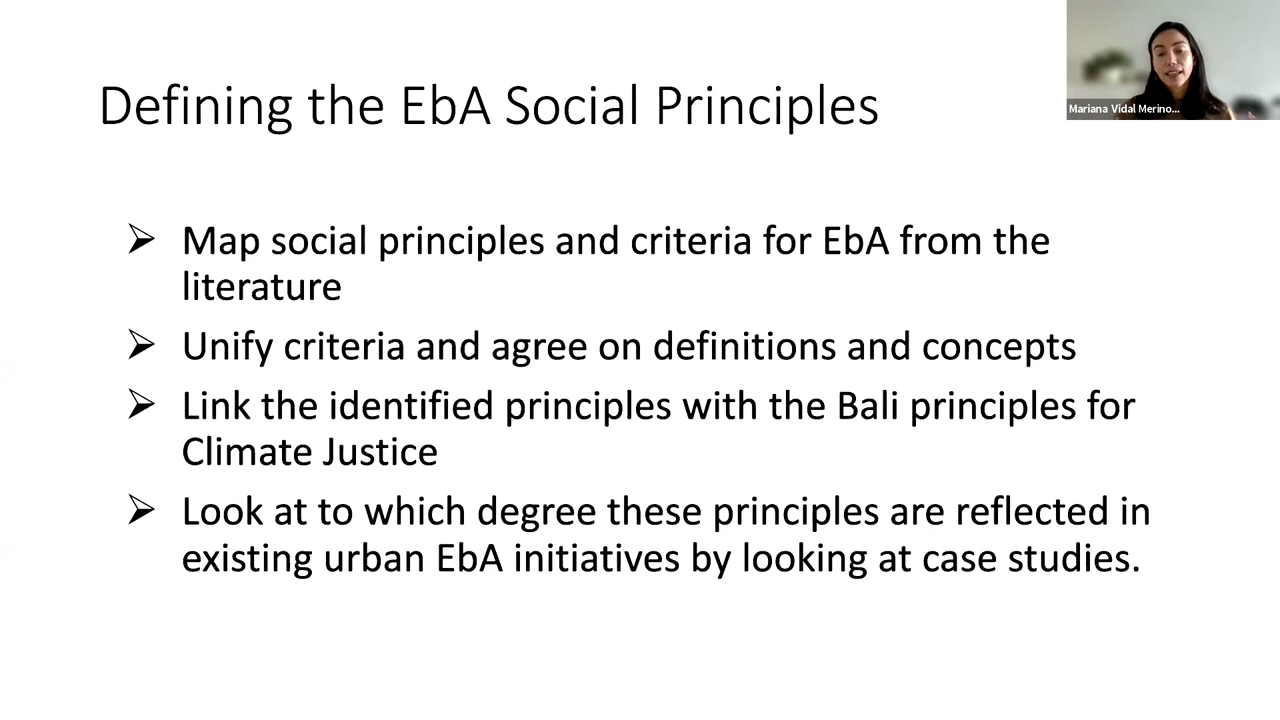 Defining the EbA Social Principles
Mariana Vidal Merino...
➢ Map social principles and criteria for EbA from the
literature
➢ Unify criteria and agree on definitions and concepts
➢ Link the identified principles with the Bali principles for
Climate Justice
➢ Look at to which degree these principles are reflected in
existing urban EbA initiatives by looking at case studies.